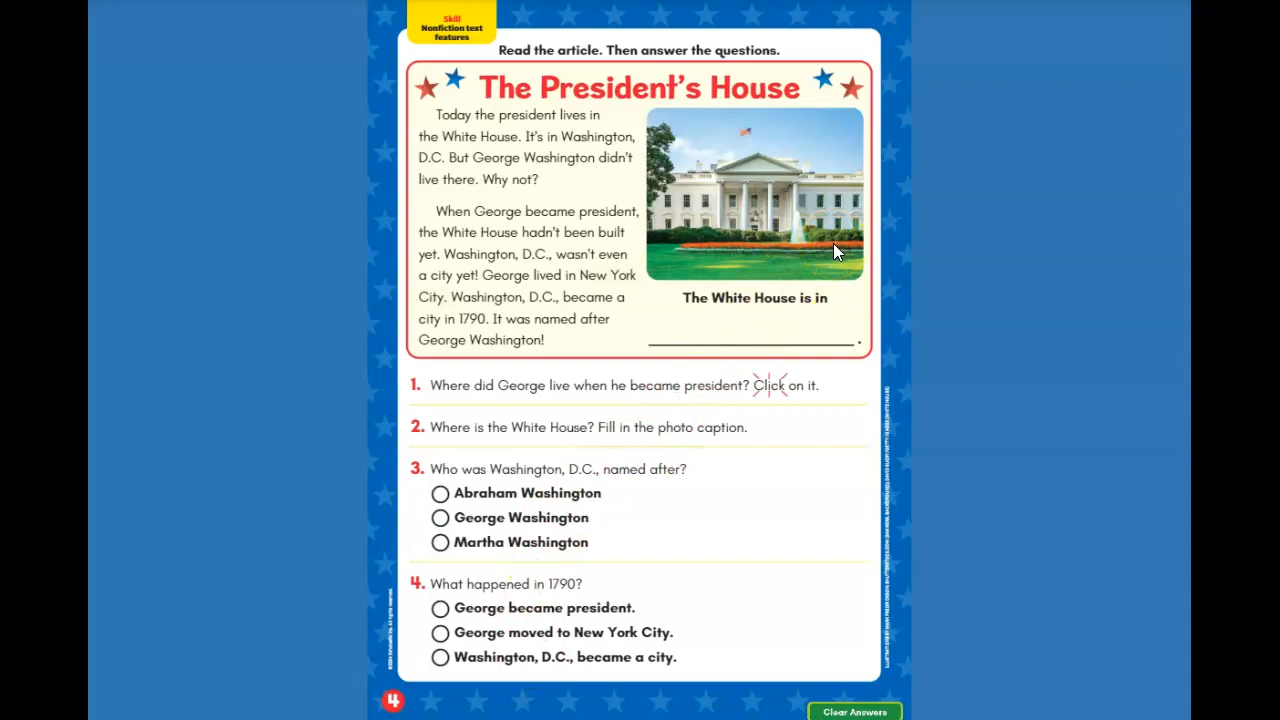 Skill
Nonfiction text
features
Read the article. Then answer the questions.
The President's House
Today the president lives in
the White House. It's in Washington,
D.C. But George Washington didn't
live there. Why not?
When George became president,
the White House hadn't been built
yet. Washington, D.C., wasn't even
a city yet! George lived in New York
City. Washington, D.C., became a
city in 1790. It was named after
George Washington!
The White House is in
.
1. Where did George live when he became president? Click on it.
2. Where is the White House? Fill in the photo caption.
3. Who was Washington, D.C., named after?
Abraham Washington
George Washington
Martha Washington
4. What happened in 1790?
George became president.
George moved to New York City.
Washington, D.C., became a city.
4
Clear Answers